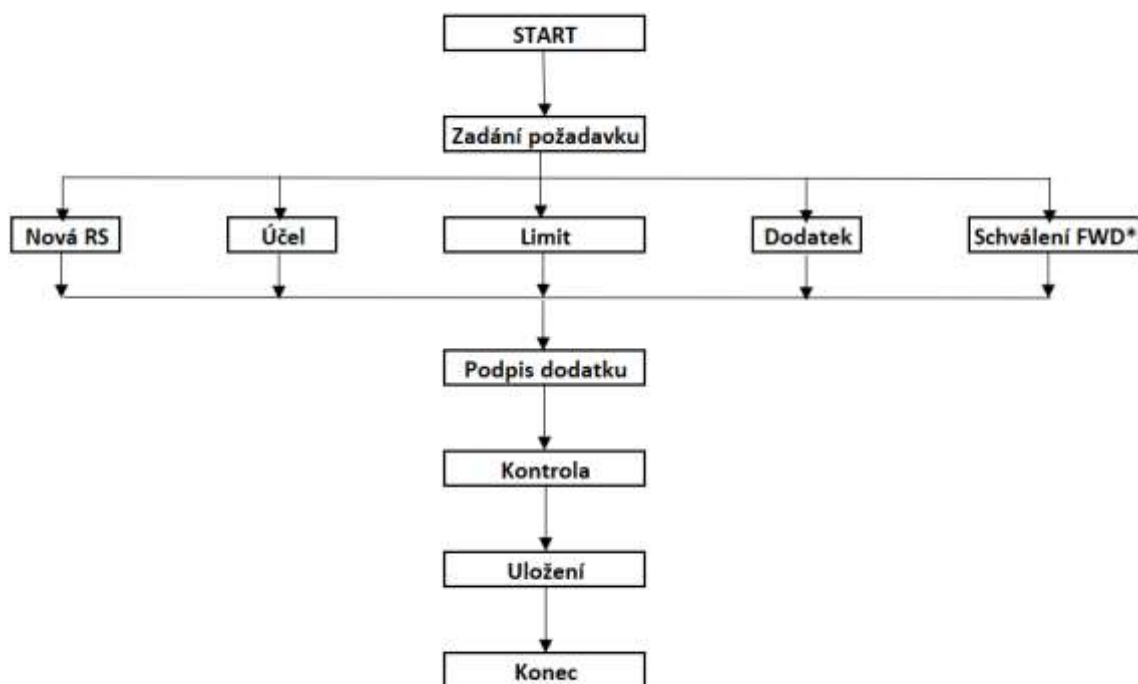 START
Zadání požadavku
Nová RS
Účel
Limit
Dodatek
Schválení FWD*
Podpis dodatku
Kontrola
Uložení
Konec